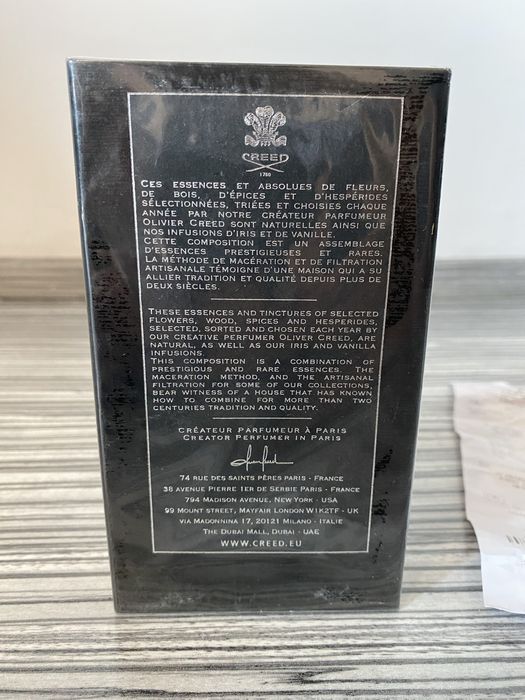 CREED
1760
CES ESSENCES ET ABSOLUES DE FLEURS,
DE BOIS, D'ÉPICES ET D'HESPÉRIDES
SÉLECTIONNÉES, TRIÉES ET CHOISIES CHAQUE
ANNÉE PAR NOTRE CRÉATEUR PARFUMEUR
OLIVIER CREED SONT NATURELLES AINSI QUE
NOS INFUSIONS D'IRIS ET DE VANILLE.
CETTE COMPOSITION EST UN ASSEMBLAGE
D'ESSENCES PRESTIGIEUSES ET RARES.
LA MÉTHODE DE MACÉRATION ET DE FILTRATION
ARTISANALE TÉMOIGNE D'UNE MAISON QUI A SU
ALLIER TRADITION ET QUALITÉ DEPUIS PLUS DE
DEUX SIÈCLES.
THESE ESSENCES AND TINCTURES OF SELECTED
FLOWERS, WOOD, SPICES AND HESPERIDES,
SELECTED, SORTED AND CHOSEN EACH YEAR BY
OUR CREATIVE PERFUMER OLIVER CREED, ARE
NATURAL, AS WELL AS OUR IRIS AND VANILLA
INFUSIONS.
THIS COMPOSITION IS A COMBINATION OF
PRESTIGIOUS AND RARE ESSENCES. THE
MACERATION METHOD, AND THE ARTISANAL
FILTRATION FOR SOME OF OUR COLLECTIONS,
BEAR WITNESS OF A HOUSE THAT HAS KNOWN
HOW TO COMBINE FOR MORE THAN TWO
CENTURIES TRADITION AND QUALITY.
CRÉATEUR PARFUMEUR À PARIS
CREATOR PERFUMER IN PARIS
74 RUE DES SAINTS PÈRES PARIS - FRANCE
38 AVENUE PIERRE 1ER DE SERBIE PARIS - FRANCE
794 MADISON AVENUE, NEW YORK - USA
99 MOUNT STREET, MAYFAIR LONDON W1K2TF - UK
VIA MADONNINA 17, 20121 MILANO - ITALIE
THE DUBAI MALL, DUBAI - UAE
WWW.CREED.EU